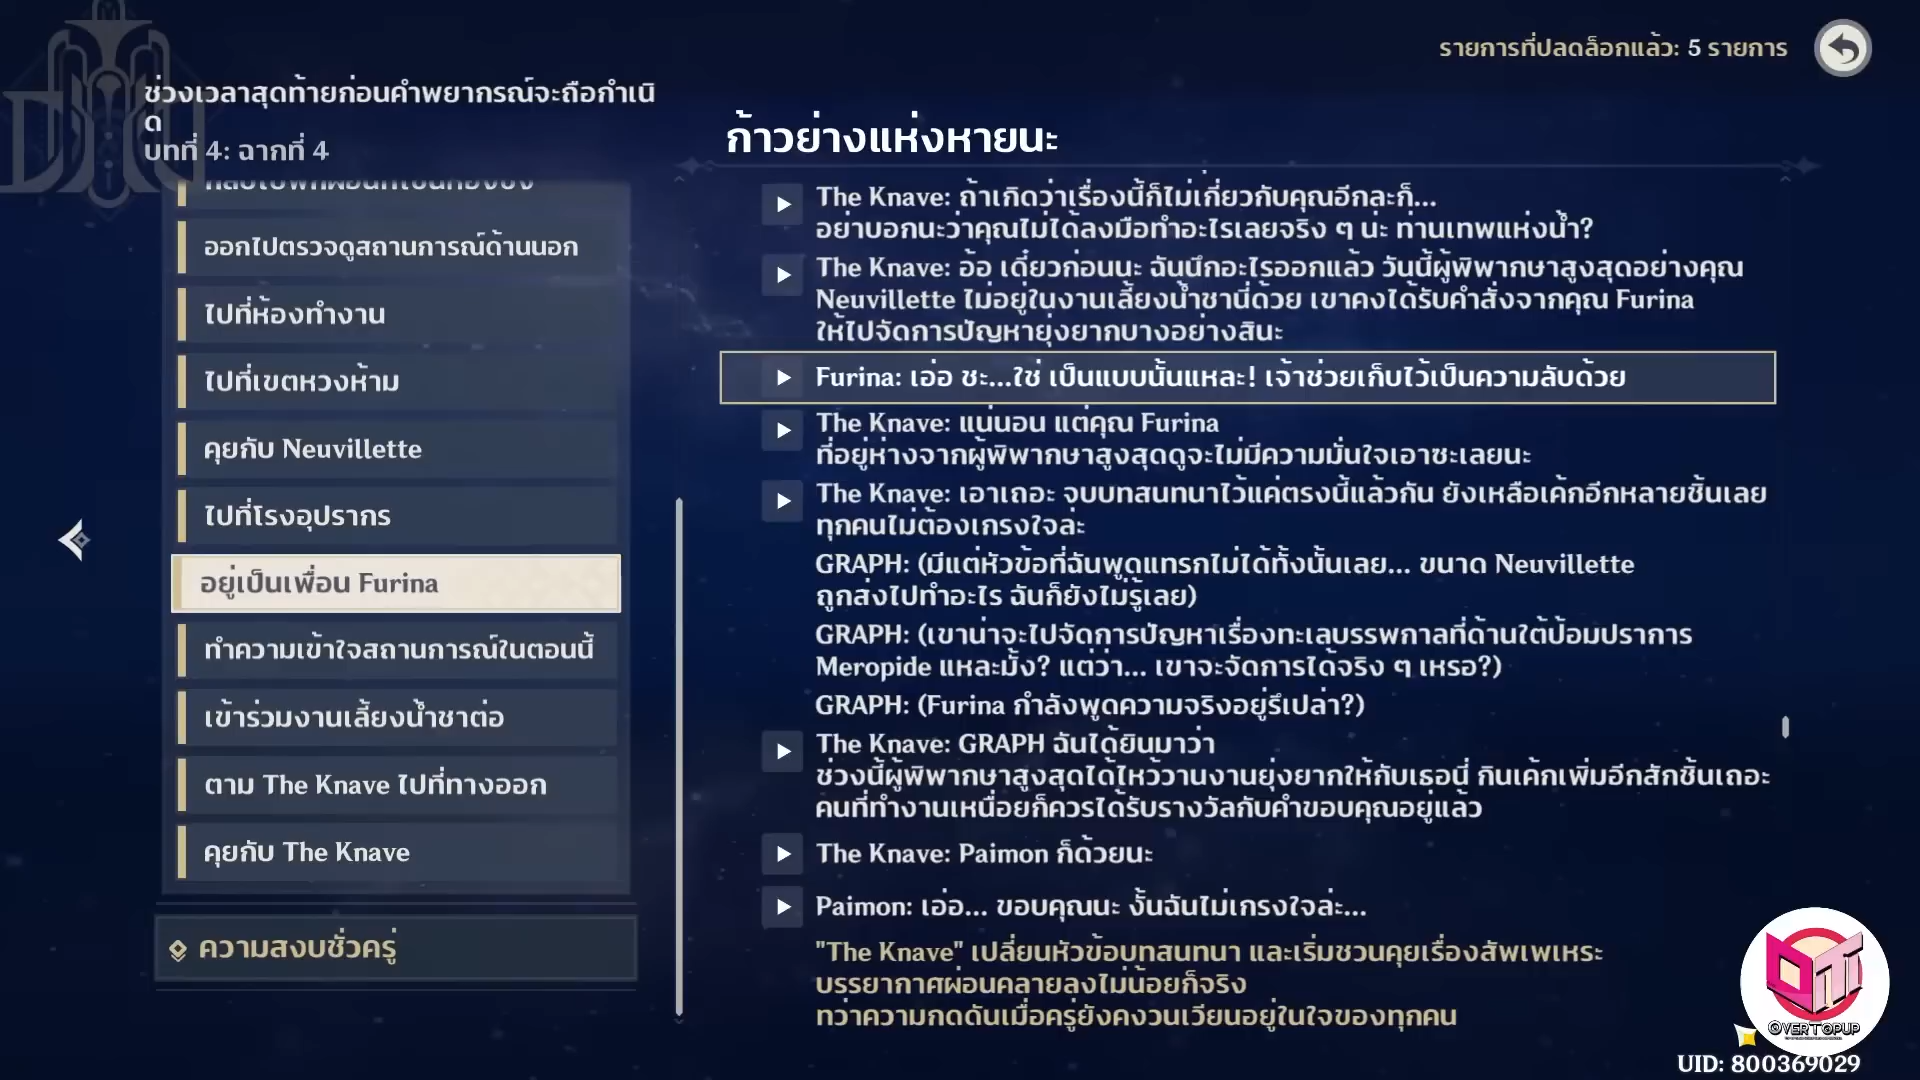 รายการที่ปลดล็อกแล้ว: 5 รายการ
ช่วงเวลาสุดท้ายก่อนคำพยากรณ์จะถือกำเนิ
ด
บทที่ 4: ฉากที่ 4
ออกไปตรวจดูสถานการณ์ด้านนอก
ไปที่ห้องทำงาน
ไปที่เขตหวงห้าม
คุยกับ Neuvillette
ไปที่โรงอุปรากร
อยู่เป็นเพื่อน Furina
ทำความเข้าใจสถานการณ์ในตอนนี้
เข้าร่วมงานเลี้ยงน้ำชาต่อ
ตาม The Knave ไปที่ทางออก
คุยกับ The Knave
ความสงบชั่วครู่
ก้าวย่างแห่งหายนะ
The Knave: ถ้าเกิดว่าเรื่องนี้ก็ไม่เกี่ยวกับคุณอีกละก็...
อย่าบอกนะว่าคุณไม่ได้ลงมือทำอะไรเลยจริง ๆ น่ะ ท่านเทพแห่งน้ำ?
The Knave: อ้อ เดี๋ยวก่อนนะ ฉันนึกอะไรออกแล้ว วันนี้ผู้พิพากษาสูงสุดอย่างคุณ
Neuvillette ไม่อยู่ในงานเลี้ยงน้ำชานี่ด้วย เขาคงได้รับคำสั่งจากคุณ Furina
ให้ไปจัดการปัญหายุ่งยากบางอย่างสินะ
Furina: เอ่อ ชะ...ใช่ เป็นแบบนั้นแหละ! เจ้าช่วยเก็บไว้เป็นความลับด้วย
The Knave: แน่นอน แต่คุณ Furina
ที่อยู่ห่างจากผู้พิพากษาสูงสุดดูจะไม่มีความมั่นใจเอาซะเลยนะ
The Knave: เอาเถอะ จบบทสนทนาไว้แค่ตรงนี้แล้วกัน ยังเหลือเค้กอีกหลายชิ้นเลย
ทุกคนไม่ต้องเกรงใจล่ะ
GRAPH: (มีแต่หัวข้อที่ฉันพูดแทรกไม่ได้ทั้งนั้นเลย... ขนาด Neuvillette
ถูกส่งไปทำอะไร ฉันก็ยังไม่รู้เลย)
GRAPH: (เขาน่าจะไปจัดการปัญหาเรื่องทะเลบรรพกาลที่ด้านใต้ป้อมปราการ
Meropide แหละมั้ง? แต่ว่า... เขาจะจัดการได้จริง ๆ เหรอ?)
GRAPH: (Furina กำลังพูดความจริงอยู่รึเปล่า?)
The Knave: GRAPH ฉันได้ยินมาว่า
ช่วงนี้ผู้พิพากษาสูงสุดได้ไหว้วานงานยุ่งยากให้กับเธอนี่ กินเค้กเพิ่มอีกสักชิ้นเถอะ
คนที่ทำงานเหนื่อยก็ควรได้รับรางวัลกับคำขอบคุณอยู่แล้ว
The Knave: Paimon ก็ด้วยนะ
Paimon: เอ่อ... ขอบคุณนะ งั้นฉันไม่เกรงใจล่ะ...
"The Knave" เปลี่ยนหัวข้อบทสนทนา และเริ่มชวนคุยเรื่องสัพเพเหระ
บรรยากาศผ่อนคลายลงไม่น้อยก็จริง
ทว่าความกดดันเมื่อครู่ยังคงวนเวียนอยู่ในใจของทุกคน
OVERTOPUP
UID: 800369029